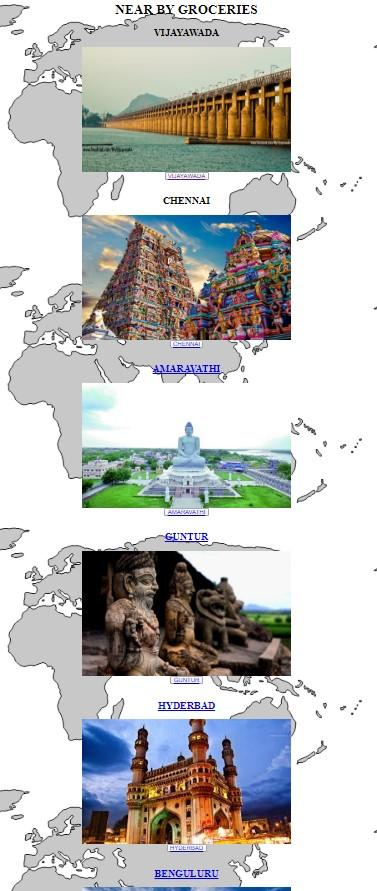 NEAR BY GROCERIES
VIJAYAWADA
VIJAYAWADA
CHENNAI
CHENNAI
AMARAVATHI
AMARAVATHI
GUNTUR
GUNTUR
HYDERBAD
HYDERBAD
BENGULURU